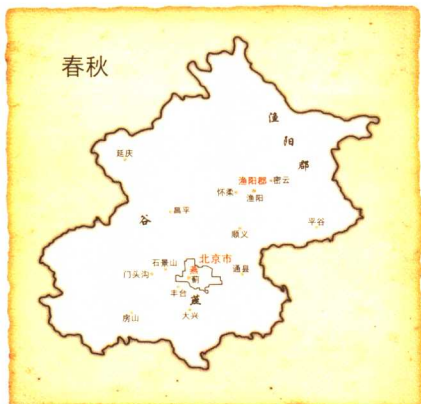 春秋
渔
阳
郡
延庆
渔阳郡
密云
怀柔
渔阳
昌平
谷
平谷
顺义
北京市
石景山
燕
通县
门头沟
蓟
丰台
燕
房山
大兴